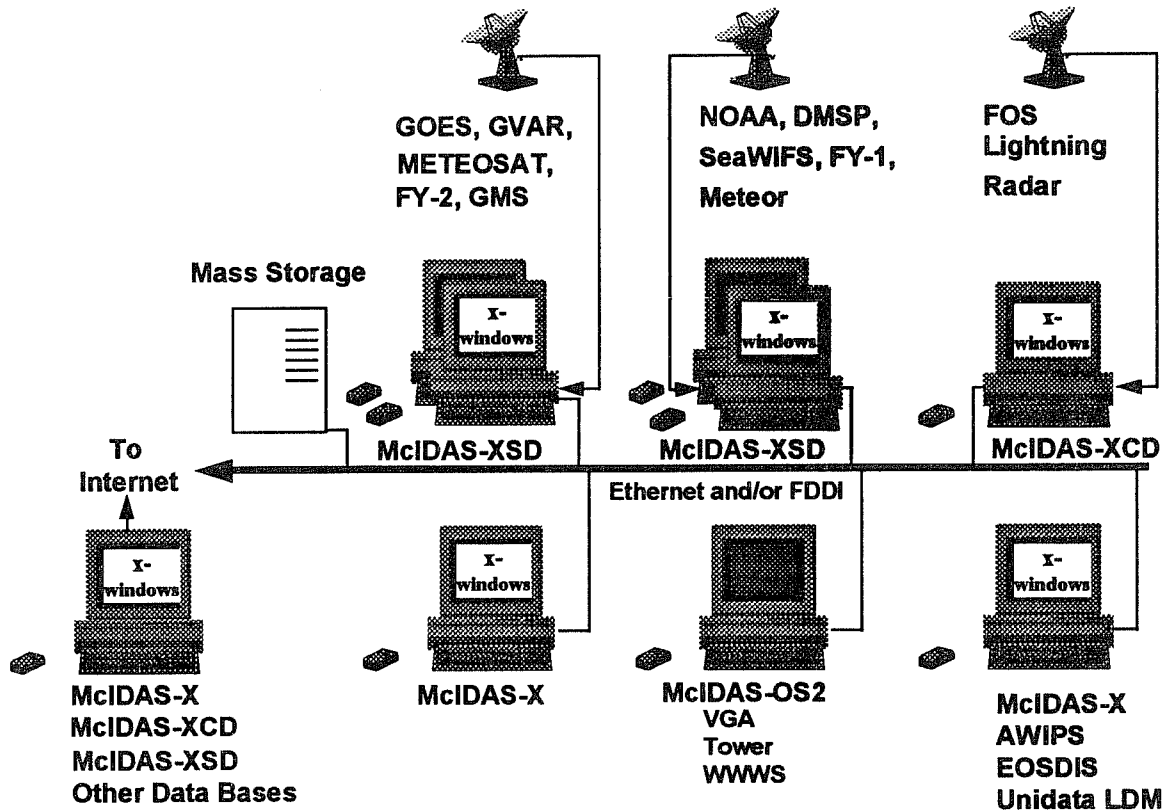 GOES, GVAR,
METEOSAT,
FY-2, GMS
NOAA, DMSP,
SeaWIFS, FY-1,
Meteor
FOS
Lightning
Radar
Mass Storage
X-
windows
X-
windows
X-
windows
McIDAS-XSD
McIDAS-XSD
McIDAS-XCD
To
Internet
Ethernet and/or FDDI
X-
windows
X-
windows
X-
windows
McIDAS-X
McIDAS-XCD
McIDAS-XSD
Other Data Bases
McIDAS-X
McIDAS-OS2
VGA
Tower
WWWS
McIDAS-X
AWIPS
EOSDIS
Unidata LDM